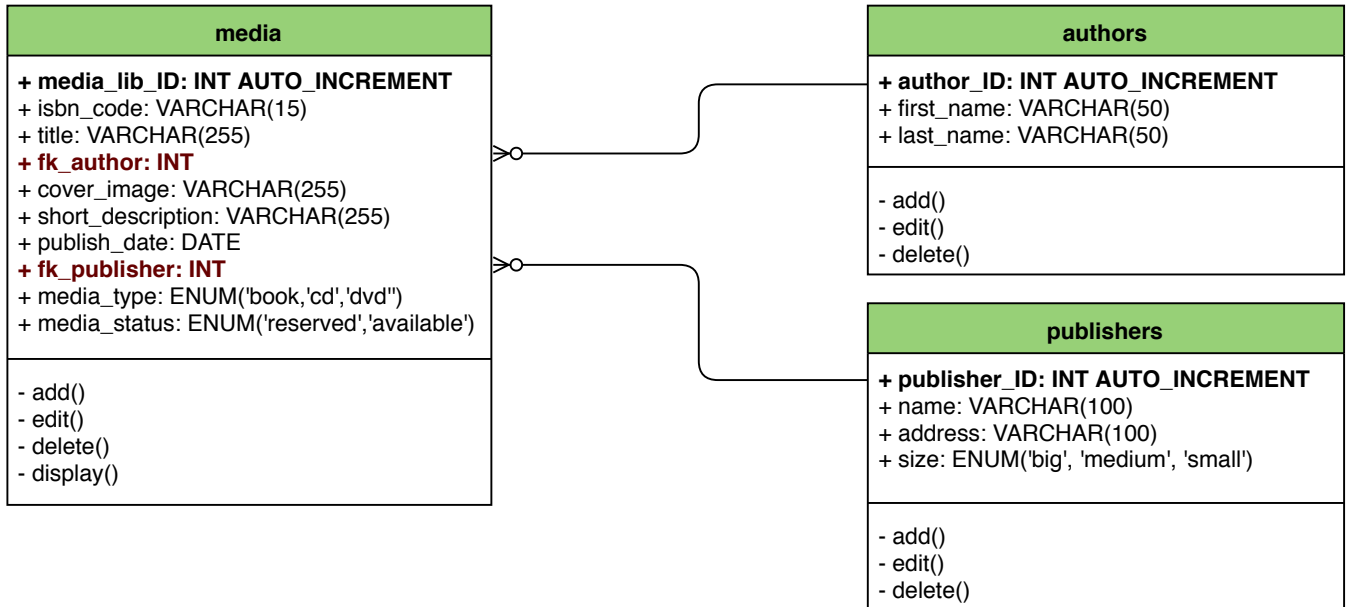 media
+ media_lib_ID: INT AUTO_INCREMENT
+ isbn_code: VARCHAR(15)
+ title: VARCHAR(255)
+ fk_author: INT
+ cover_image: VARCHAR(255)
+ short_description: VARCHAR(255)
+ publish_date: DATE
+ fk_publisher: INT
+ media_type: ENUM('book,'cd','dvd'')
+ media_status: ENUM('reserved','available')
- add()
- edit()
- delete()
- display()
authors
+ author_ID: INT AUTO_INCREMENT
+ first_name: VARCHAR(50)
+ last_name: VARCHAR(50)
- add()
- edit()
- delete()
publishers
+ publisher_ID: INT AUTO_INCREMENT
+ name: VARCHAR(100)
+ address: VARCHAR(100)
+ size: ENUM('big', 'medium', 'small')
- add()
- edit()
- delete()